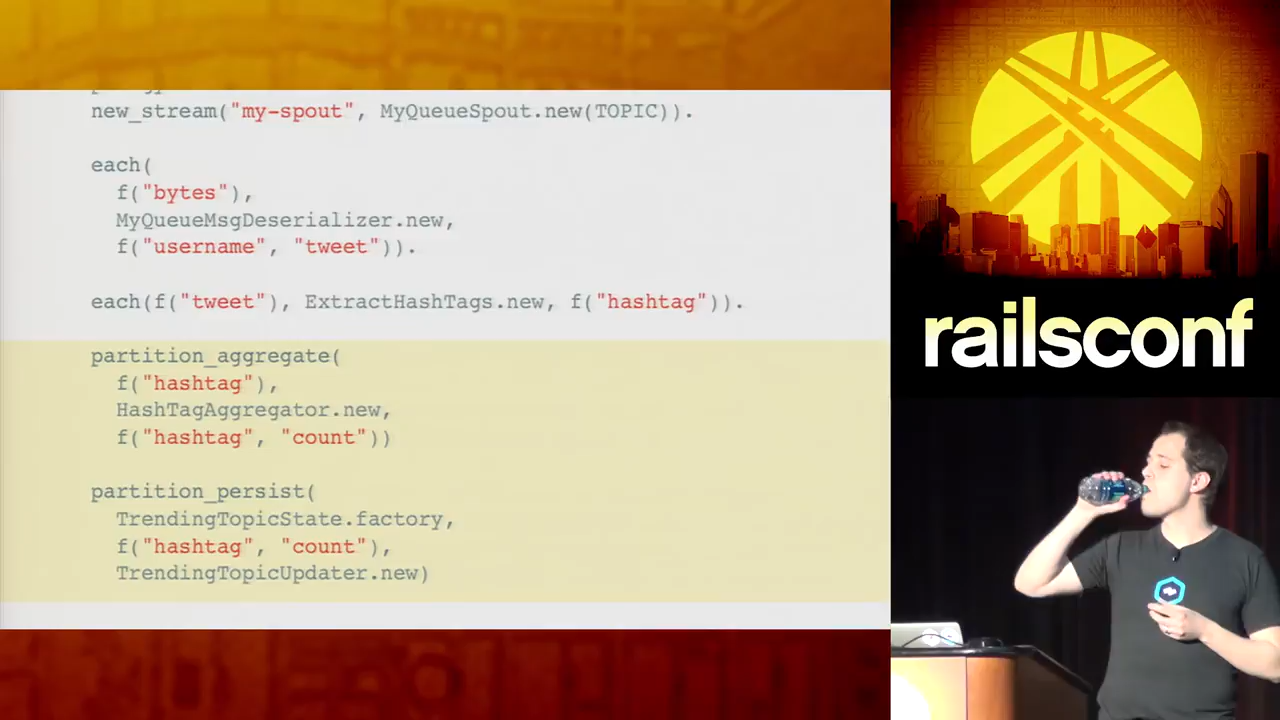 new_stream("my-spout", MyQueueSpout.new(TOPIC)).
each(
f("bytes"),
MyQueueMsgDeserializer.new,
f("username", "tweet")).
each(f("tweet"), ExtractHashTags.new, f("hashtag")).
partition_aggregate(
f("hashtag"),
HashTagAggregator.new,
f("hashtag", "count"))
partition_persist(
TrendingTopicState.factory,
f("hashtag", "count"),
TrendingTopicUpdater.new)
railsconf